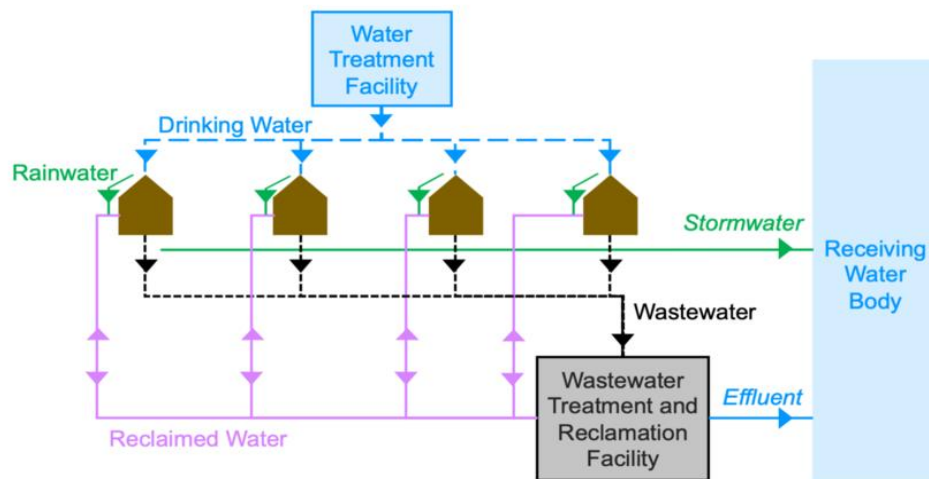 Water
Treatment
Facility
Drinking Water
Rainwater
Stormwater
Receiving
Water
Body
Wastewater
Wastewater
Treatment and
Reclamation
Facility
Effluent
Reclaimed Water